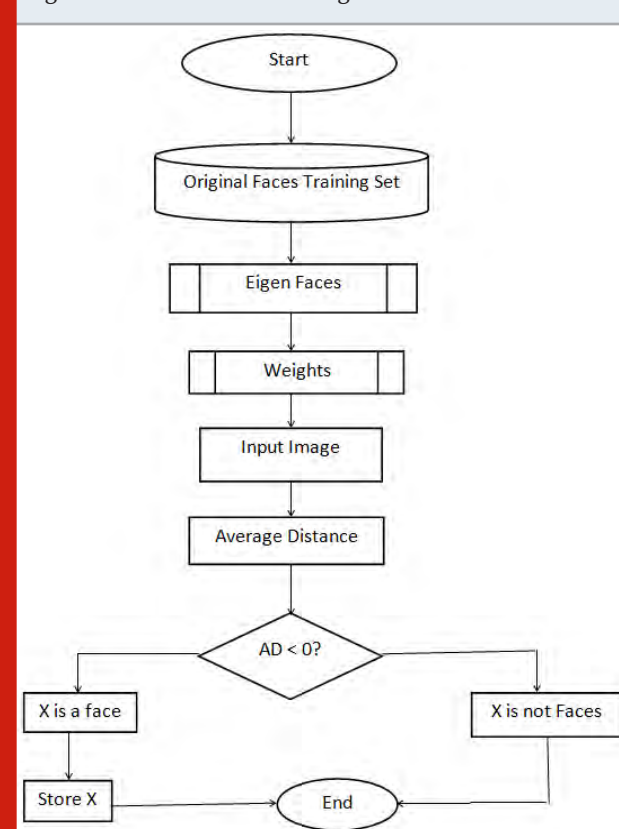 Start
Original Faces Training Set
Eigen Faces
Weights
Input Image
Average Distance
AD < 0?
X is a face
X is not Faces
Store X
End